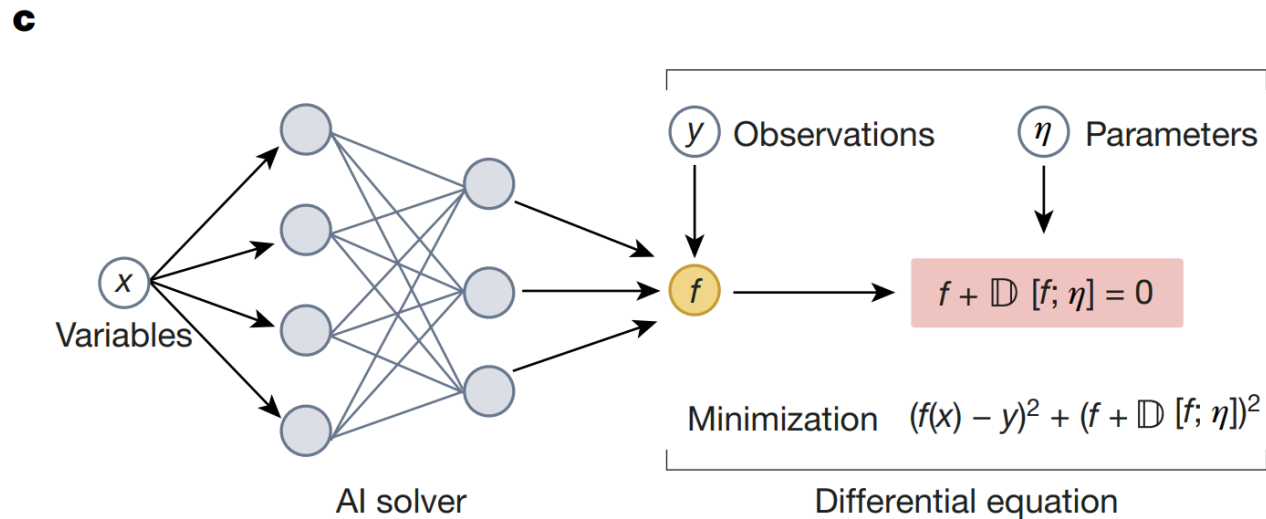 c
y Observations
η Parameters
x
Variables
f
f + 𝔻 [f; η] = 0
Minimization (f(x) – y)² + (f + 𝔻 [f; η])²
AI solver
Differential equation